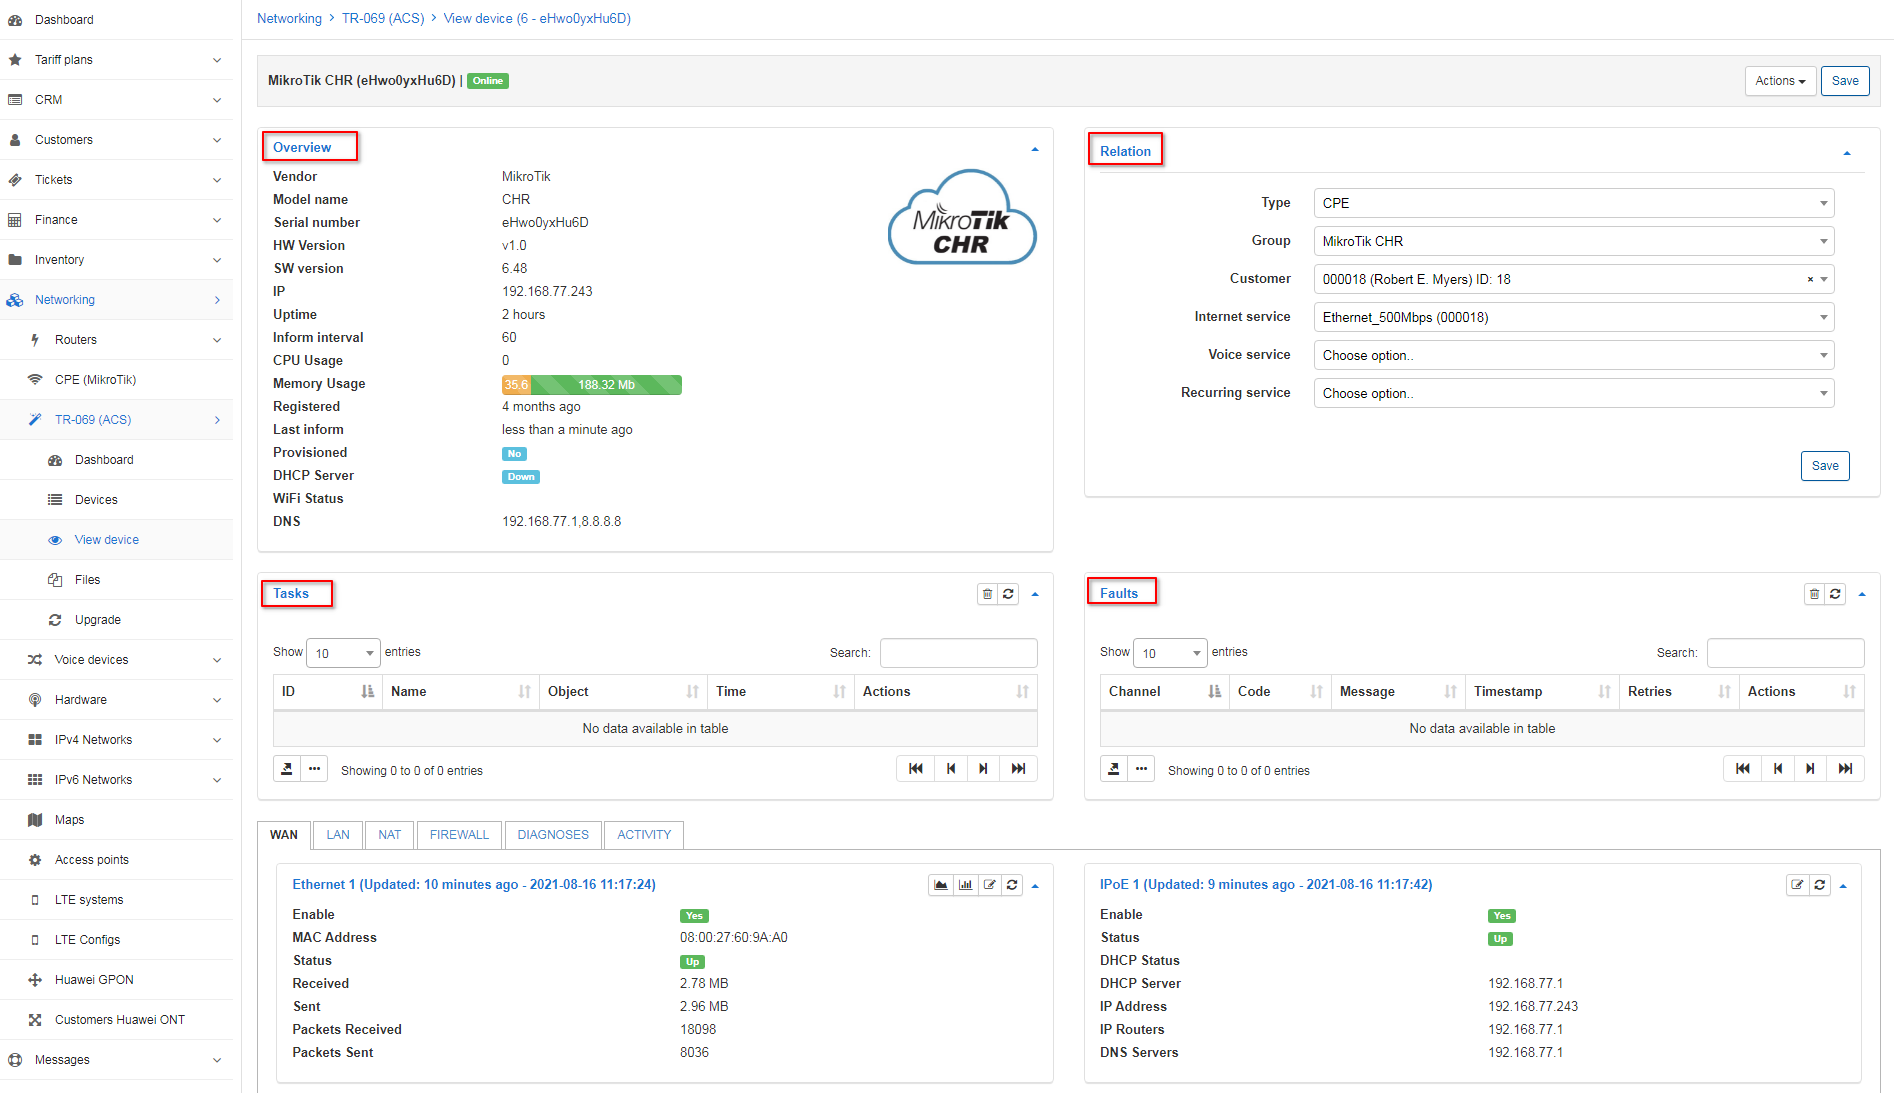 Dashboard
Tariff plans
CRM
Customers
Tickets
Finance
Inventory
Networking
Routers
CPE (MikroTik)
TR-069 (ACS)
Dashboard
Devices
View device
Files
Upgrade
Voice devices
Hardware
IPv4 Networks
IPv6 Networks
Maps
Access points
LTE systems
LTE Configs
Huawei GPON
Customers Huawei ONT
Messages
Networking > TR-069 (ACS) > View device (6 - eHwo0yxHu6D)
MikroTik CHR (eHwo0yxHu6D) | Online
Actions Save
Overview
Vendor MikroTik
Model name CHR
Serial number eHwo0yxHu6D
HW Version v1.0
SW version 6.48
IP 192.168.77.243
Uptime 2 hours
Inform interval 60
CPU Usage 0
Memory Usage 35.6 188.32 Mb
Registered 4 months ago
Last inform less than a minute ago
Provisioned No
DHCP Server Down
WiFi Status
DNS 192.168.77.1,8.8.8.8
MikroTik
CHR
Relation
Type CPE
Group MikroTik CHR
Customer 000018 (Robert E. Myers) ID: 18 ×
Internet service Ethernet_500Mbps (000018)
Voice service Choose option..
Recurring service Choose option..
Save
Tasks
Show 10 entries Search:
ID Name Object Time Actions
No data available in table
Showing 0 to 0 of 0 entries
Faults
Show 10 entries Search:
Channel Code Message Timestamp Retries Actions
No data available in table
Showing 0 to 0 of 0 entries
WAN LAN NAT FIREWALL DIAGNOSES ACTIVITY
Ethernet 1 (Updated: 10 minutes ago - 2021-08-16 11:17:24)
Enable Yes
MAC Address 08:00:27:60:9A:A0
Status Up
Received 2.78 MB
Sent 2.96 MB
Packets Received 18098
Packets Sent 8036
IPoE 1 (Updated: 9 minutes ago - 2021-08-16 11:17:42)
Enable Yes
Status Up
DHCP Status
DHCP Server 192.168.77.1
IP Address 192.168.77.243
IP Routers 192.168.77.1
DNS Servers 192.168.77.1